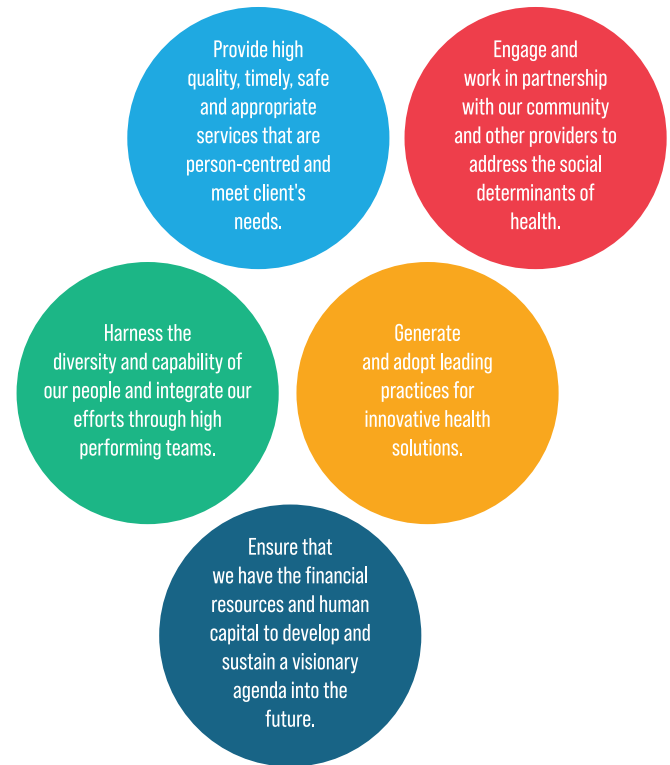 Provide high
quality, timely, safe
and appropriate
services that are
person-centred and
meet client's
needs.
Engage and
work in partnership
with our community
and other providers to
address the social
determinants of
health.
Harness the
diversity and capability of
our people and integrate our
efforts through high
performing teams.
Generate
and adopt leading
practices for
innovative health
solutions.
Ensure that
we have the financial
resources and human
capital to develop and
sustain a visionary
agenda into the
future.